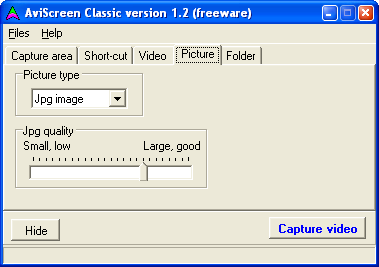 AviScreen Classic version 1.2 (freeware)
Files Help
Capture area Short-cut Video Picture Folder
Picture type
Jpg image
Jpg quality
Small, low Large, good
Hide Capture video